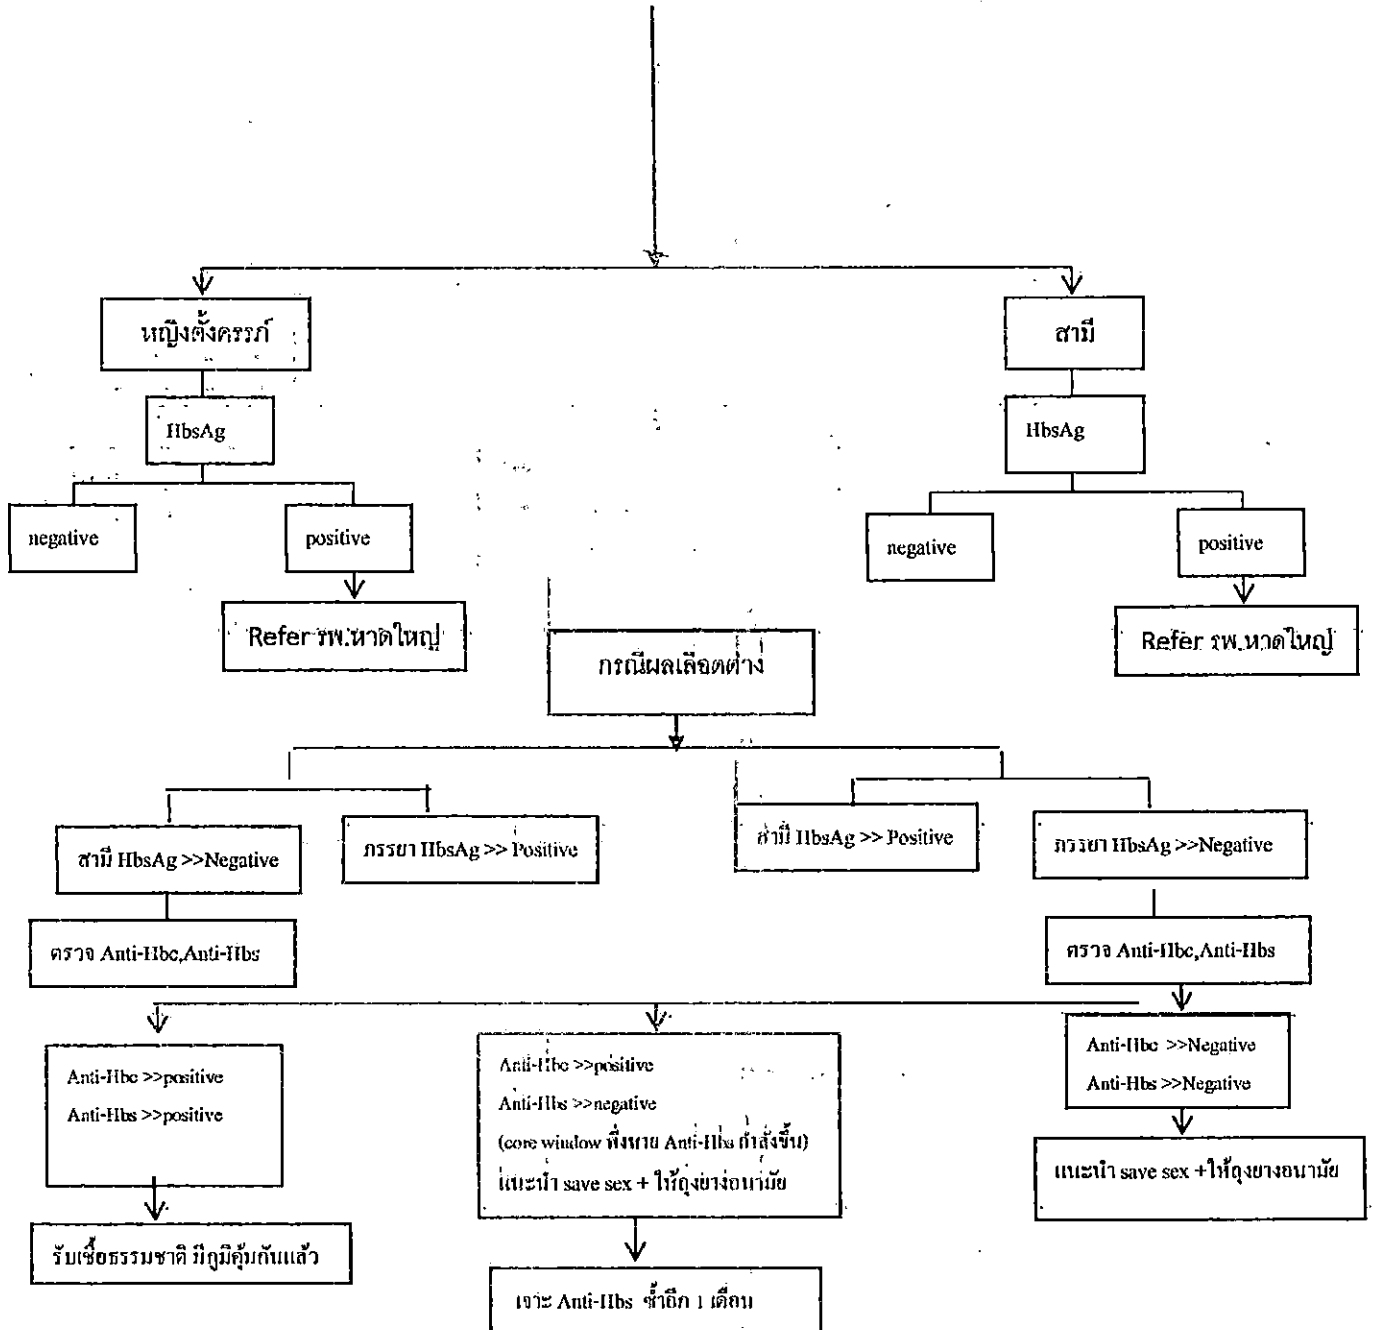 หญิงตั้งครรภ์
สามี
HbsAg
HbsAg
negative
positive
negative
positive
Refer รพ.หาดใหญ่
Refer รพ.หาดใหญ่
กรณีผลเลือดต่าง
สามี HbsAg >>Negative
ภรรยา HbsAg >> Positive
สามี HbsAg >> Positive
ภรรยา HbsAg >>Negative
ตรวจ Anti-Hbc,Anti-Hbs
ตรวจ Anti-Hbc,Anti-Hbs
Anti-Hbc >>positive
Anti-Hbs >>positive
Anti-Hbc >>positive
Anti-Hbs >>negative
(core window พึ่งหาย Anti-Hbs กำลังขึ้น)
แนะนำ save sex + ให้ถุงยางอนามัย
Anti-Hbc >>Negative
Anti-Hbs >>Negative
แนะนำ save sex +ให้ถุงยางอนามัย
รับเชื้อธรรมชาติ มีภูมิคุ้มกันแล้ว
เจาะ Anti-Hbs ซ้ำอีก 1 เดือน